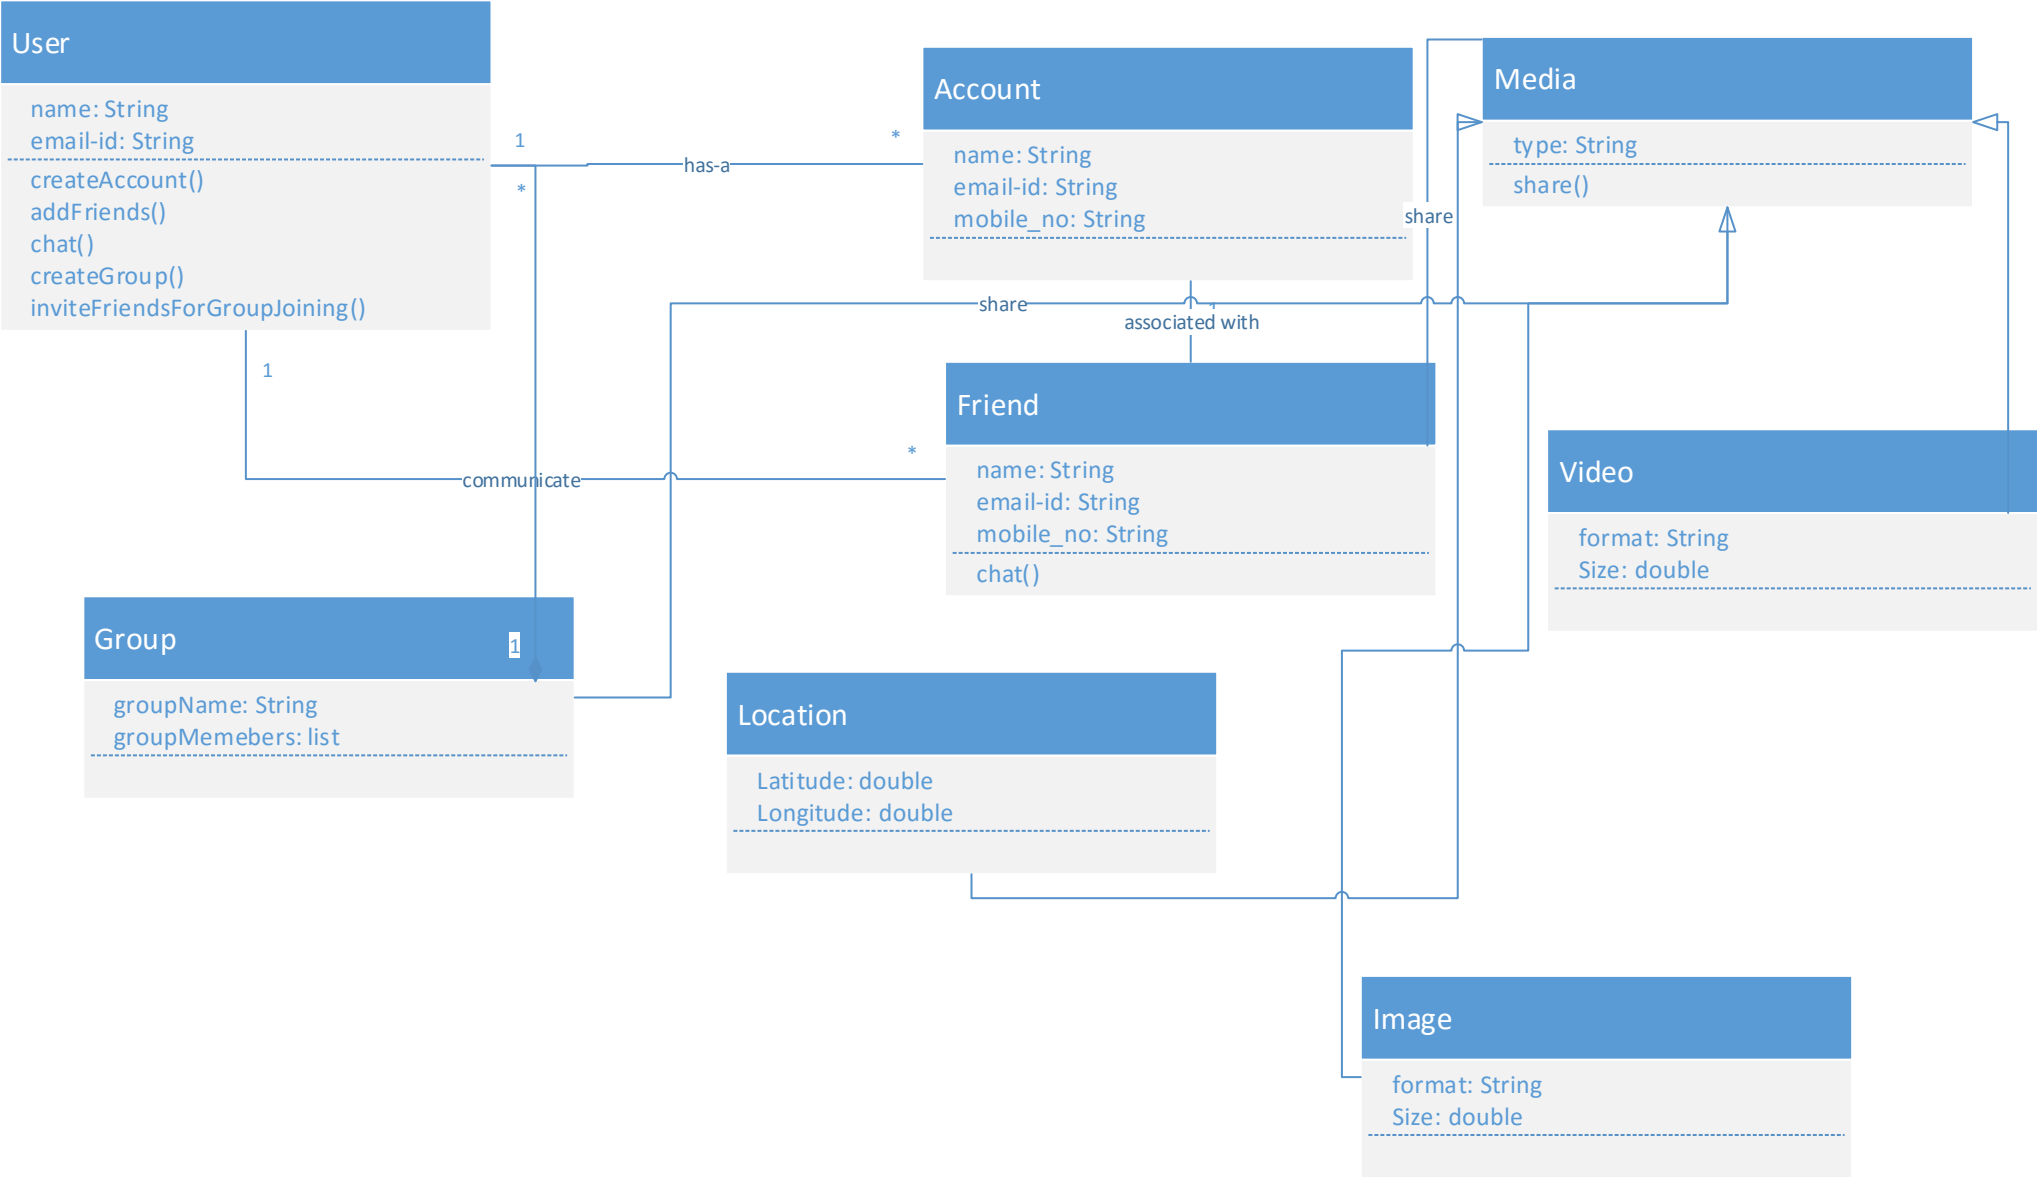 User
name: String
email-id: String
createAccount()
addFriends()
chat()
createGroup()
inviteFriendsForGroupJoining()
1
*
has-a
*
Account
name: String
email-id: String
mobile_no: String
Media
type: String
share()
share
share
1
associated with
1
communicate
*
Friend
name: String
email-id: String
mobile_no: String
chat()
Video
format: String
Size: double
Group
1
groupName: String
groupMemebers: list
Location
Latitude: double
Longitude: double
Image
format: String
Size: double